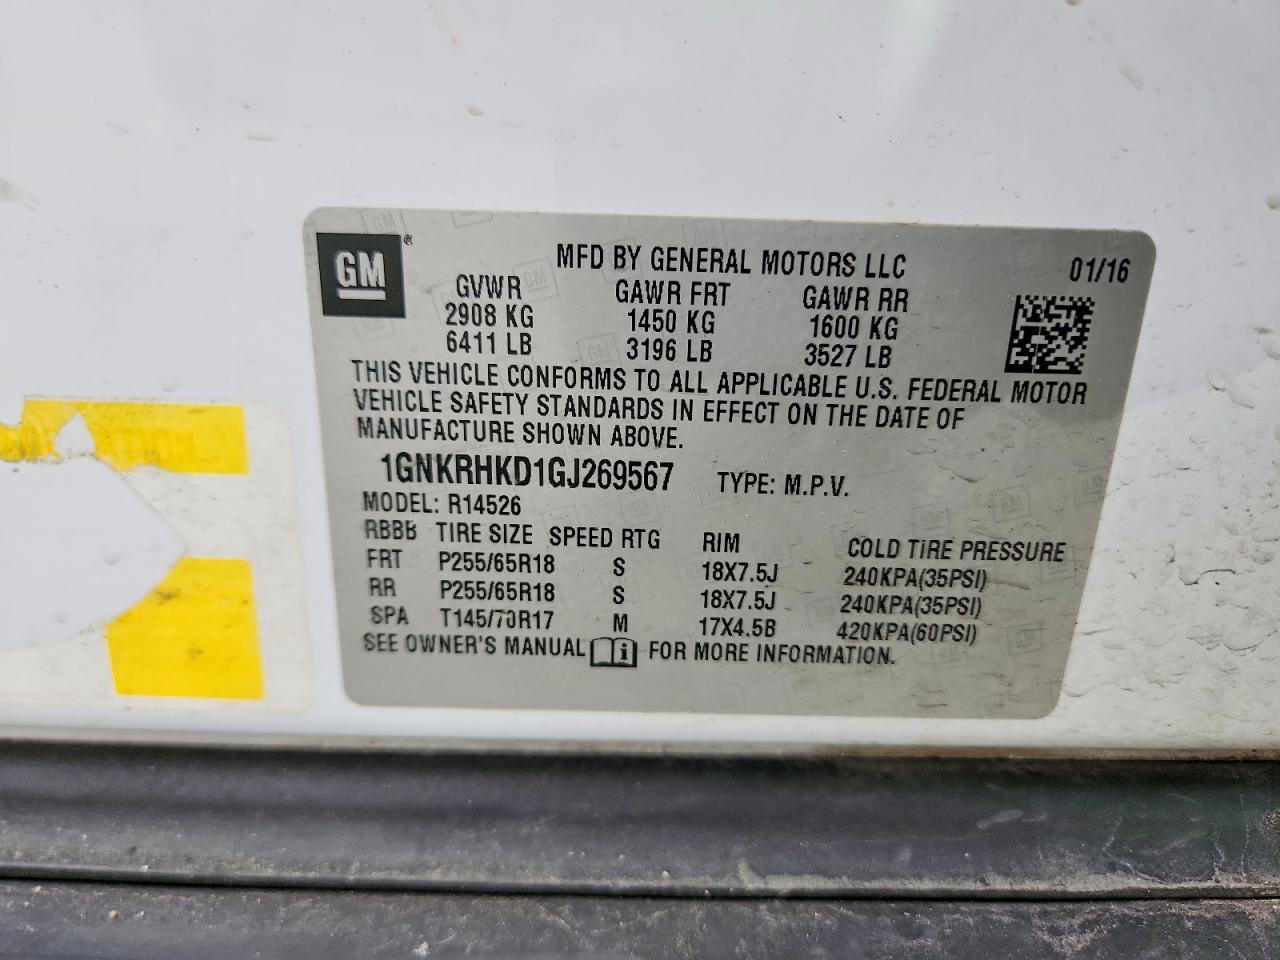 GM ®
MFD BY GENERAL MOTORS LLC 01/16
GVWR GAWR FRT GAWR RR
2908 KG 1450 KG 1600 KG
6411 LB 3196 LB 3527 LB
THIS VEHICLE CONFORMS TO ALL APPLICABLE U.S. FEDERAL MOTOR
VEHICLE SAFETY STANDARDS IN EFFECT ON THE DATE OF
MANUFACTURE SHOWN ABOVE.
1GNKRHKD1GJ269567 TYPE: M.P.V.
MODEL: R14526
RBBB TIRE SIZE SPEED RTG RIM COLD TIRE PRESSURE
FRT P255/65R18 S 18X7.5J 240KPA(35PSI)
RR P255/65R18 S 18X7.5J 240KPA(35PSI)
SPA T145/70R17 M 17X4.5B 420KPA(60PSI)
SEE OWNER'S MANUAL i FOR MORE INFORMATION.